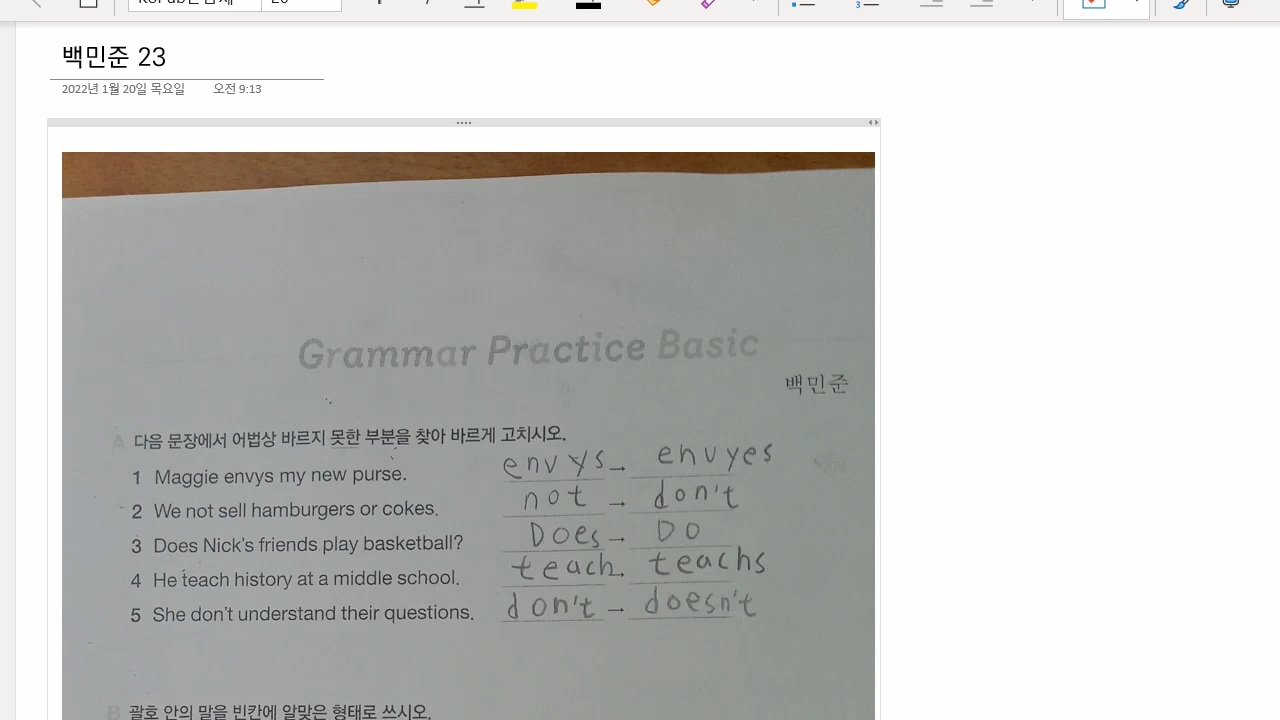 백민준 23
2022년 1월 20일 목요일 오전 9:13
Grammar Practice Basic
백민준
A 다음 문장에서 어법상 바르지 못한 부분을 찾아 바르게 고치시오.
1 Maggie envys my new purse. envys → envyes
2 We not sell hamburgers or cokes. not → don't
3 Does Nick's friends play basketball? Does → Do
4 He teach history at a middle school. teach → teachs
5 She don't understand their questions. don't → doesn't
B 괄호 안의 말을 빈칸에 알맞은 형태로 쓰시오.